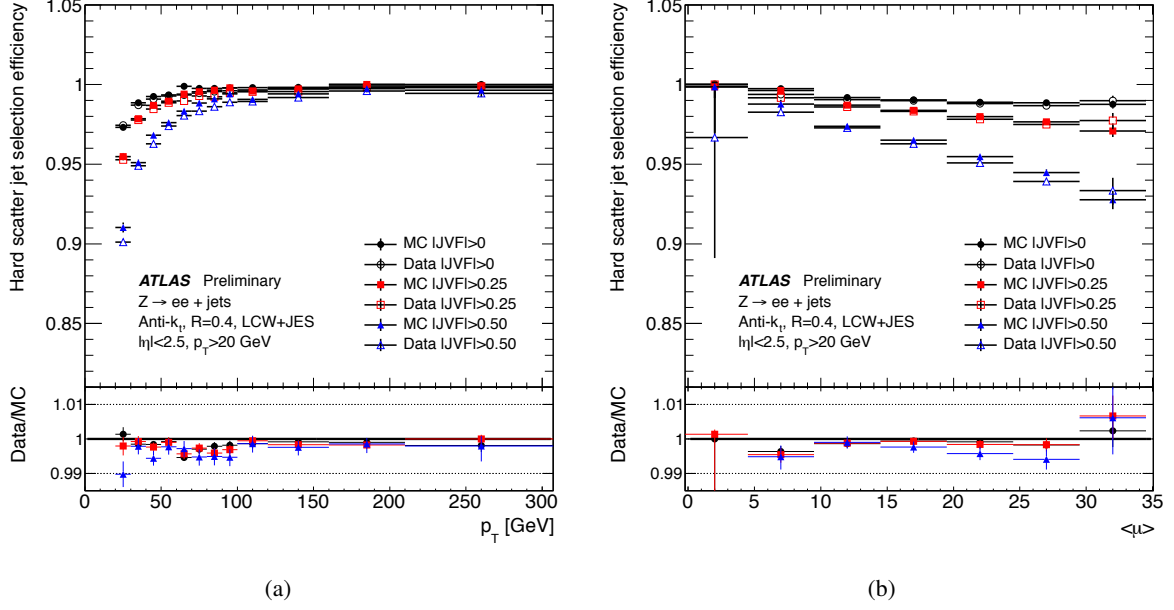 Hard scatter jet selection efficiency
1.05
1
0.95
0.9
0.85
MC |JVF|>0
Data |JVF|>0
MC |JVF|>0.25
Data |JVF|>0.25
MC |JVF|>0.50
Data |JVF|>0.50
ATLAS Preliminary
Z → ee + jets
Anti-k_t, R=0.4, LCW+JES
|η|<2.5, p_T>20 GeV
Data/MC
1.01
1
0.99
0 50 100 150 200 250 300
p_T [GeV]
(a)
Hard scatter jet selection efficiency
1.05
1
0.95
0.9
0.85
MC |JVF|>0
Data |JVF|>0
MC |JVF|>0.25
Data |JVF|>0.25
MC |JVF|>0.50
Data |JVF|>0.50
ATLAS Preliminary
Z → ee + jets
Anti-k_t, R=0.4, LCW+JES
|η|<2.5, p_T>20 GeV
Data/MC
1.01
1
0.99
0 5 10 15 20 25 30 35
<μ>
(b)